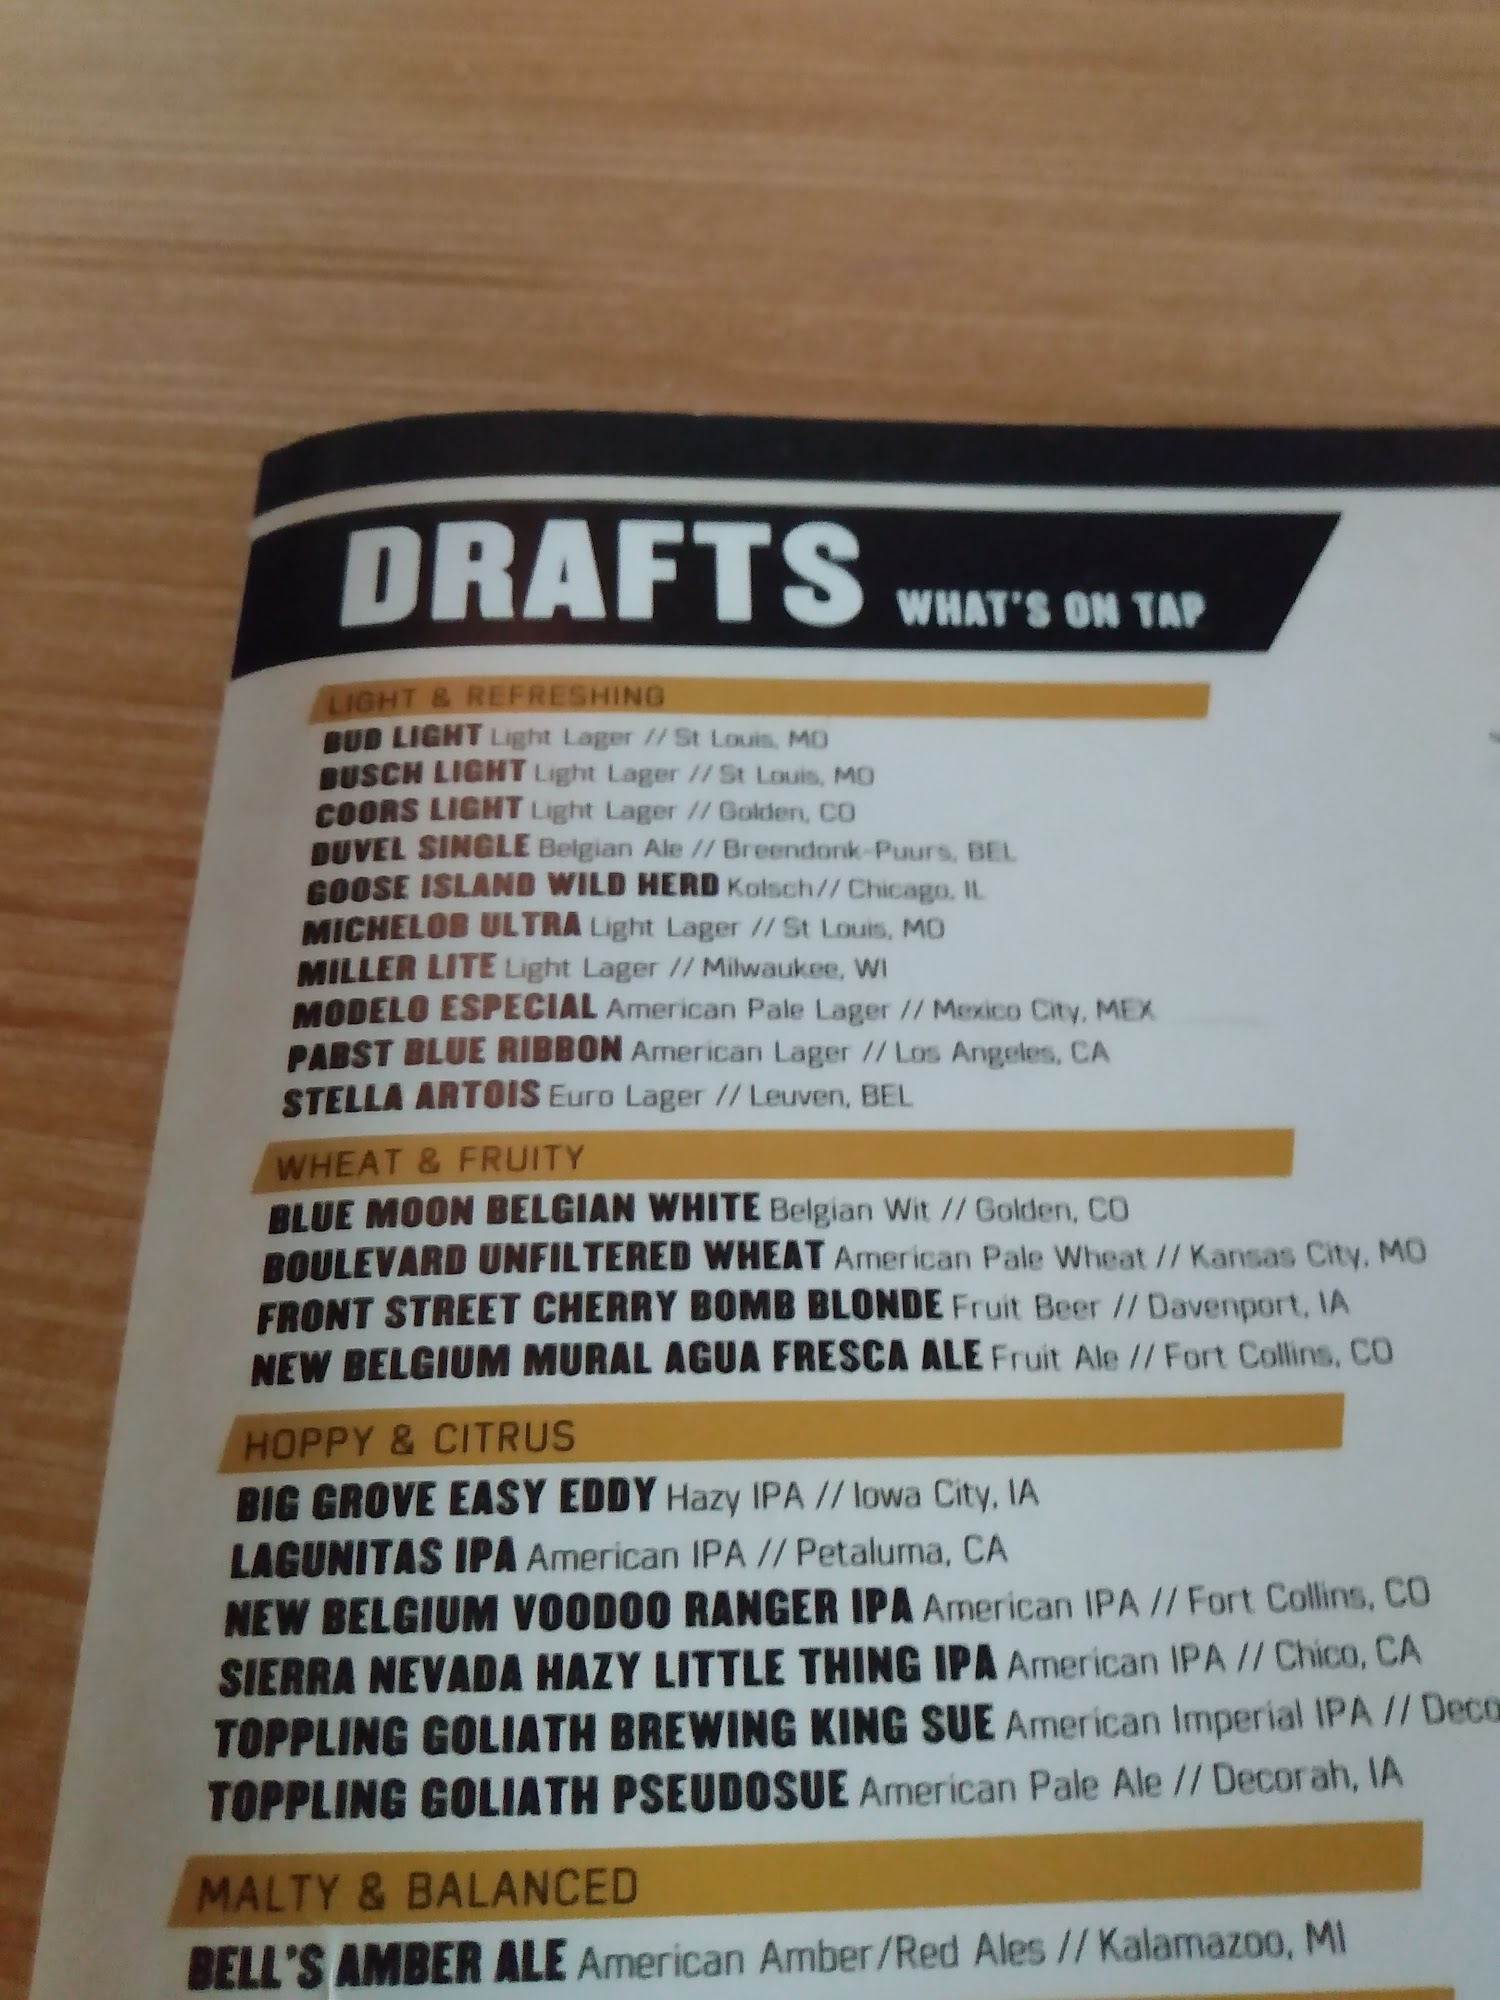 DRAFTS WHAT'S ON TAP
LIGHT & REFRESHING
BUD LIGHT Light Lager // St Louis, MO
BUSCH LIGHT Light Lager // St Louis, MO
COORS LIGHT Light Lager // Golden, CO
DUVEL SINGLE Belgian Ale // Breendonk-Puurs, BEL
GOOSE ISLAND WILD HERD Kolsch// Chicago, IL
MICHELOB ULTRA Light Lager // St Louis, MO
MILLER LITE Light Lager // Milwaukee, WI
MODELO ESPECIAL American Pale Lager // Mexico City, MEX
PABST BLUE RIBBON American Lager // Los Angeles, CA
STELLA ARTOIS Euro Lager // Leuven, BEL
WHEAT & FRUITY
BLUE MOON BELGIAN WHITE Belgian Wit // Golden, CO
BOULEVARD UNFILTERED WHEAT American Pale Wheat // Kansas City, MO
FRONT STREET CHERRY BOMB BLONDE Fruit Beer // Davenport, IA
NEW BELGIUM MURAL AGUA FRESCA ALE Fruit Ale // Fort Collins, CO
HOPPY & CITRUS
BIG GROVE EASY EDDY Hazy IPA // Iowa City, IA
LAGUNITAS IPA American IPA // Petaluma, CA
NEW BELGIUM VOODOO RANGER IPA American IPA // Fort Collins, CO
SIERRA NEVADA HAZY LITTLE THING IPA American IPA // Chico, CA
TOPPLING GOLIATH BREWING KING SUE American Imperial IPA // Deco
TOPPLING GOLIATH PSEUDOSUE American Pale Ale // Decorah, IA
MALTY & BALANCED
BELL'S AMBER ALE American Amber/Red Ales // Kalamazoo, MI